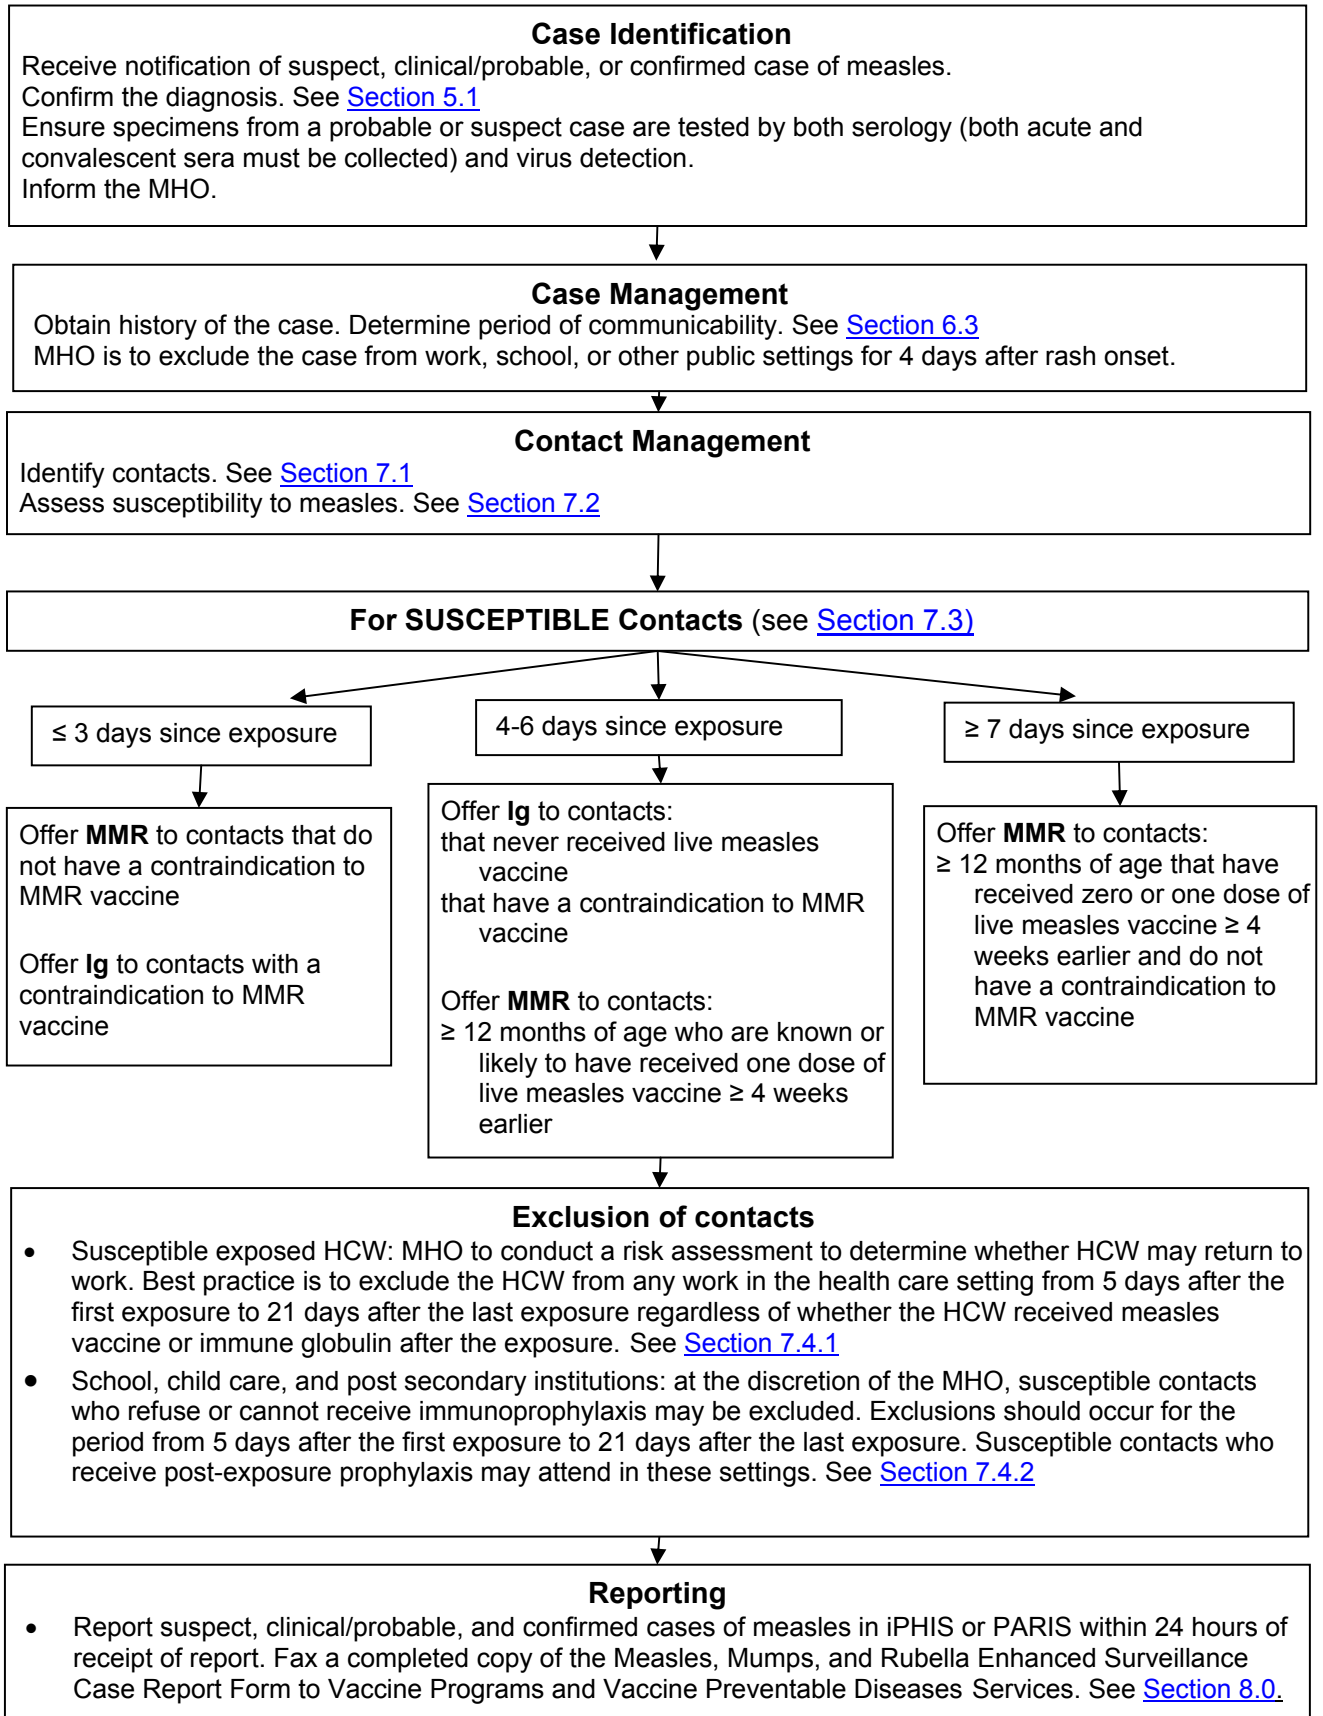 Case Identification
Receive notification of suspect, clinical/probable, or confirmed case of measles.
Confirm the diagnosis. See Section 5.1
Ensure specimens from a probable or suspect case are tested by both serology (both acute and
convalescent sera must be collected) and virus detection.
Inform the MHO.
Case Management
Obtain history of the case. Determine period of communicability. See Section 6.3
MHO is to exclude the case from work, school, or other public settings for 4 days after rash onset.
Contact Management
Identify contacts. See Section 7.1
Assess susceptibility to measles. See Section 7.2
For SUSCEPTIBLE Contacts (see Section 7.3)
≤ 3 days since exposure
Offer MMR to contacts that do
not have a contraindication to
MMR vaccine
Offer Ig to contacts with a
contraindication to MMR
vaccine
4-6 days since exposure
Offer Ig to contacts:
that never received live measles
vaccine
that have a contraindication to MMR
vaccine
Offer MMR to contacts:
≥ 12 months of age who are known or
likely to have received one dose of
live measles vaccine ≥ 4 weeks
earlier
≥ 7 days since exposure
Offer MMR to contacts:
≥ 12 months of age that have
received zero or one dose of
live measles vaccine ≥ 4
weeks earlier and do not
have a contraindication to
MMR vaccine
Exclusion of contacts
• Susceptible exposed HCW: MHO to conduct a risk assessment to determine whether HCW may return to
work. Best practice is to exclude the HCW from any work in the health care setting from 5 days after the
first exposure to 21 days after the last exposure regardless of whether the HCW received measles
vaccine or immune globulin after the exposure. See Section 7.4.1
• School, child care, and post secondary institutions: at the discretion of the MHO, susceptible contacts
who refuse or cannot receive immunoprophylaxis may be excluded. Exclusions should occur for the
period from 5 days after the first exposure to 21 days after the last exposure. Susceptible contacts who
receive post-exposure prophylaxis may attend in these settings. See Section 7.4.2
Reporting
• Report suspect, clinical/probable, and confirmed cases of measles in iPHIS or PARIS within 24 hours of
receipt of report. Fax a completed copy of the Measles, Mumps, and Rubella Enhanced Surveillance
Case Report Form to Vaccine Programs and Vaccine Preventable Diseases Services. See Section 8.0.